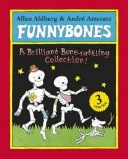 Allan Ahlberg & André Amstutz
FUNNYBONES
A Brilliant Bone-rattling
Collection!
3